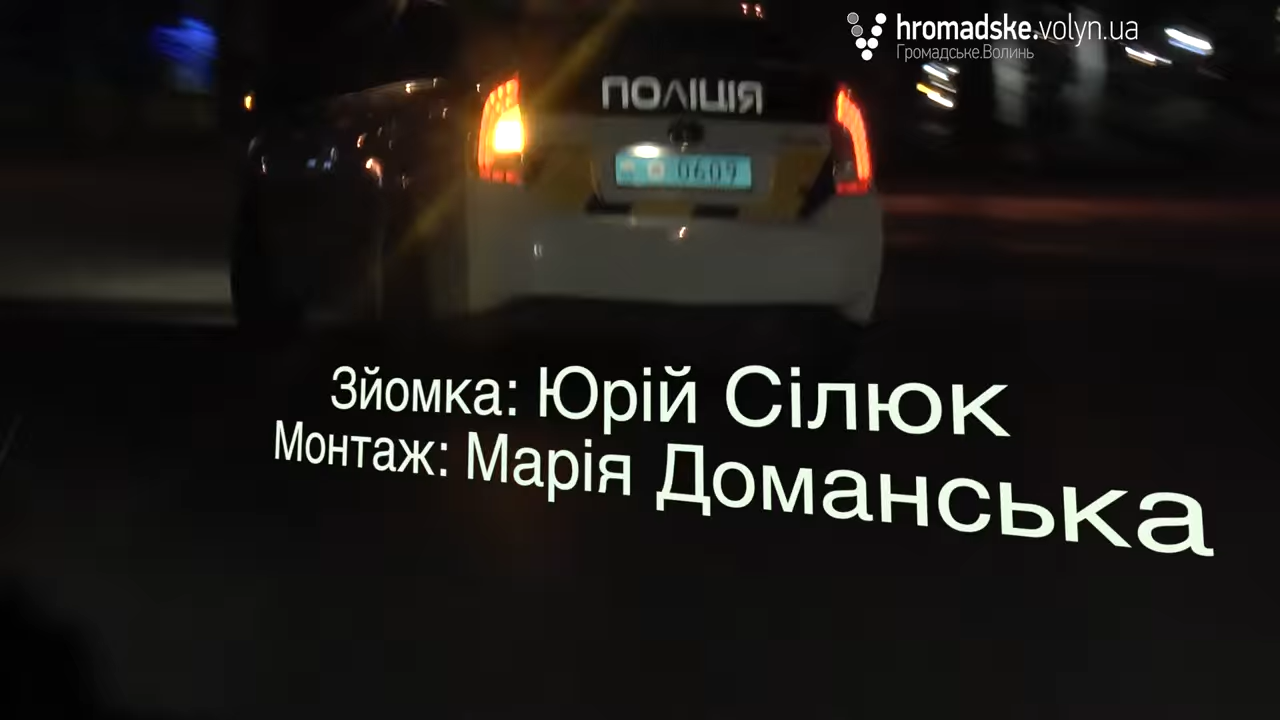 hromadske.volyn.ua
Громадське.Волинь
ПОЛІЦІЯ
0609
Зйомка: Юрій Сілюк
Монтаж: Марія Доманська